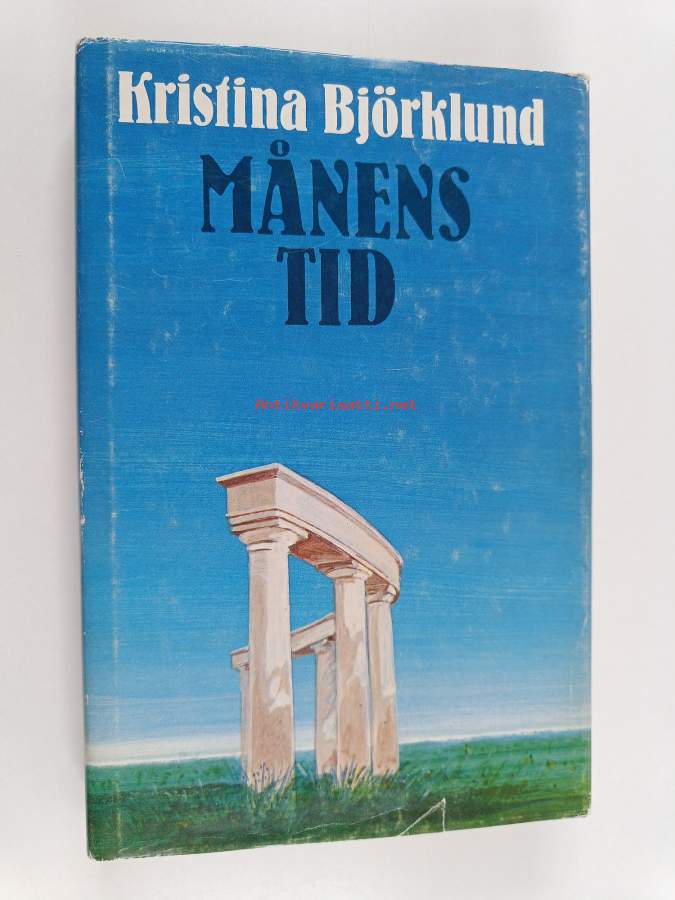 Kristina Björklund
MÅNENS
TID
Antikvariaatti.net